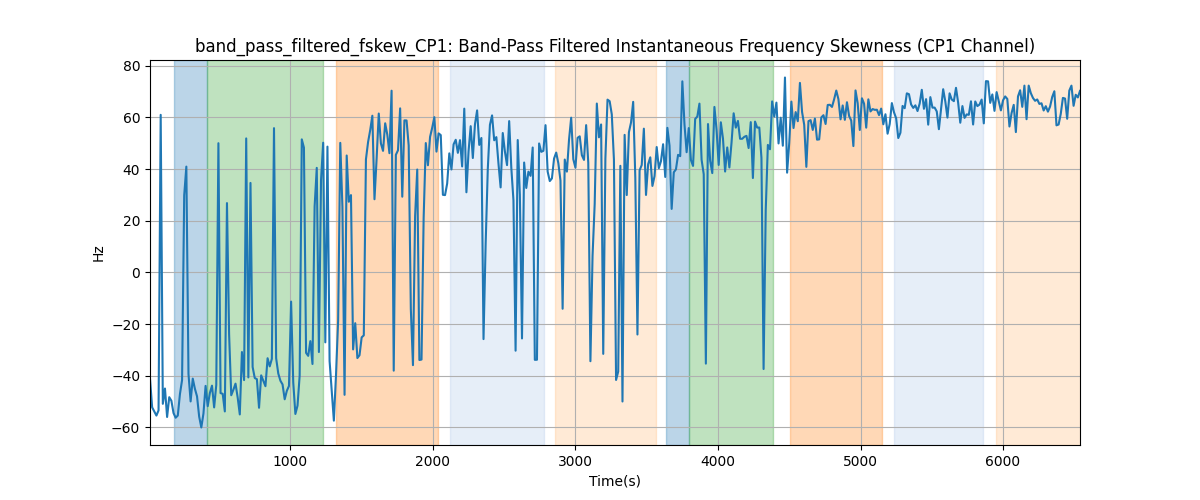 band_pass_filtered_fskew_CP1: Band-Pass Filtered Instantaneous Frequency Skewness (CP1 Channel)
80
60
40
20
0
−20
−40
−60
Hz
1000 2000 3000 4000 5000 6000
Time(s)